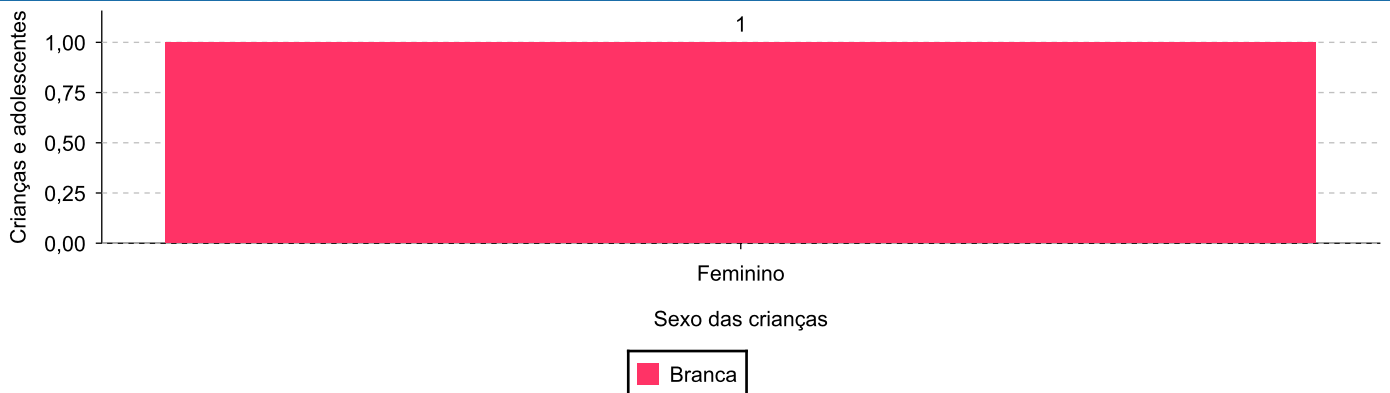 Crianças e adolescentes
1
1,00
0,75
0,50
0,25
0,00
Feminino
Sexo das crianças
Branca